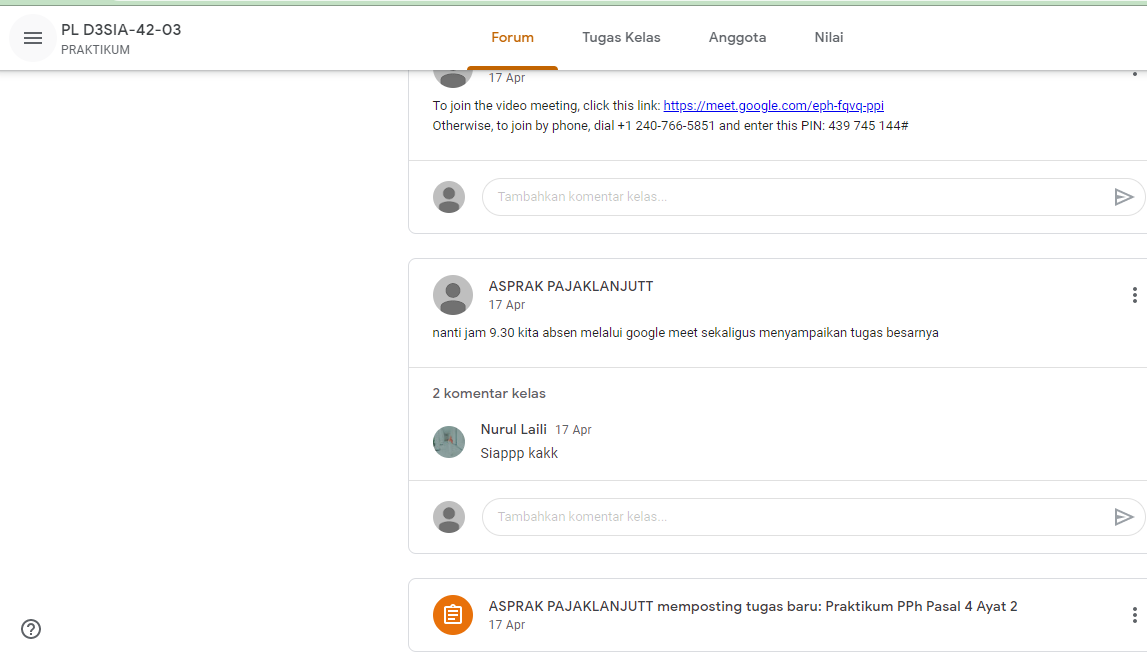 PL D3SIA-42-03
PRAKTIKUM
Forum
Tugas Kelas
Anggota
Nilai
17 Apr
To join the video meeting, click this link: https://meet.google.com/eph-fqvq-ppi
Otherwise, to join by phone, dial +1 240-766-5851 and enter this PIN: 439 745 144#
Tambahkan komentar kelas...
ASPRAK PAJAKLANJUTT
17 Apr
nanti jam 9.30 kita absen melalui google meet sekaligus menyampaikan tugas besarnya
2 komentar kelas
Nurul Laili 17 Apr
Siappp kakk
Tambahkan komentar kelas...
ASPRAK PAJAKLANJUTT memposting tugas baru: Praktikum PPh Pasal 4 Ayat 2
17 Apr